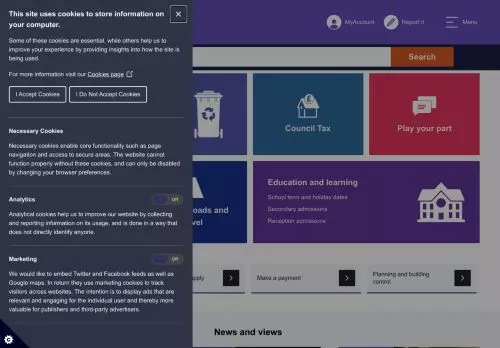 This site uses cookies to store information on
your computer.
Some of these cookies are essential, while others help us to
improve your experience by providing insights into how the site is
being used.
For more information visit our Cookies page
I Accept Cookies
I Do Not Accept Cookies
Necessary Cookies
Necessary cookies enable core functionality such as page
navigation and access to secure areas. The website cannot
function properly without these cookies, and can only be disabled
by changing your browser preferences.
Analytics
Off
Analytical cookies help us to improve our website by collecting
and reporting information on its usage, and is done in a way that
does not directly identify anyone.
Marketing
Off
We would like to embed Twitter and Facebook feeds as well as
Google maps. In return they use marketing cookies to track
visitors across websites. The intention is to display ads that are
relevant and engaging for the individual user and thereby more
valuable for publishers and third-party advertisers.
MyAccount
Report it
Menu
Search
Council Tax
Play your part
oads and
vel
Education and learning
School term and holiday dates
Secondary admissions
Reception admissions
pply
Make a payment
Planning and building
control
News and views